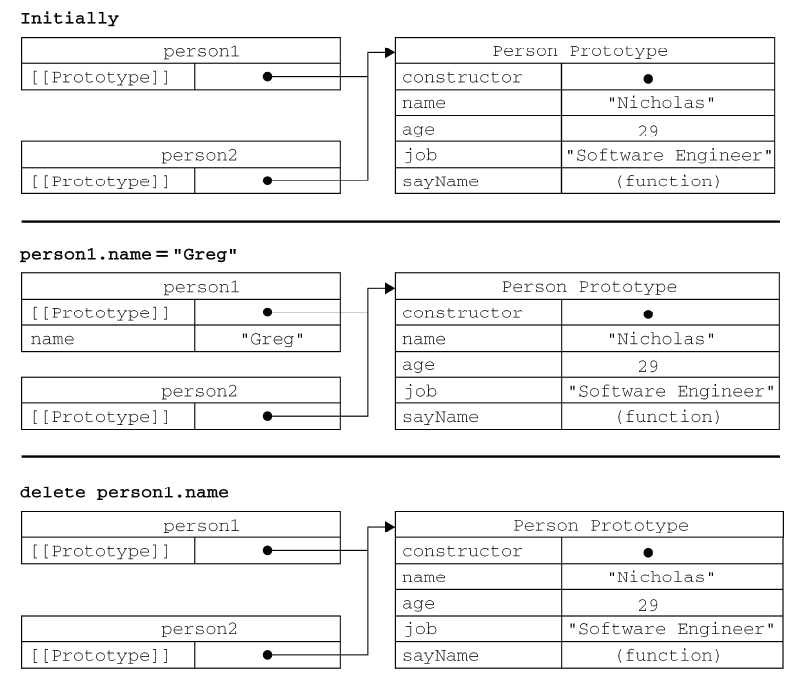 Initially
person1
[[Prototype]]
person2
[[Prototype]]
Person Prototype
constructor
name "Nicholas"
age 29
job "Software Engineer"
sayName (function)
person1.name = "Greg"
person1
[[Prototype]]
name "Greg"
person2
[[Prototype]]
Person Prototype
constructor
name "Nicholas"
age 29
job "Software Engineer"
sayName (function)
delete person1.name
person1
[[Prototype]]
person2
[[Prototype]]
Person Prototype
constructor
name "Nicholas"
age 29
job "Software Engineer"
sayName (function)